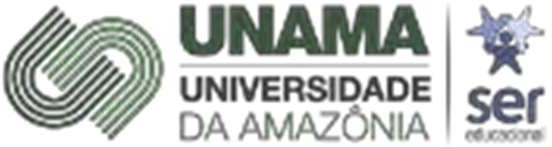 UNAMA
UNIVERSIDADE
DA AMAZÔNIA
ser
educacional